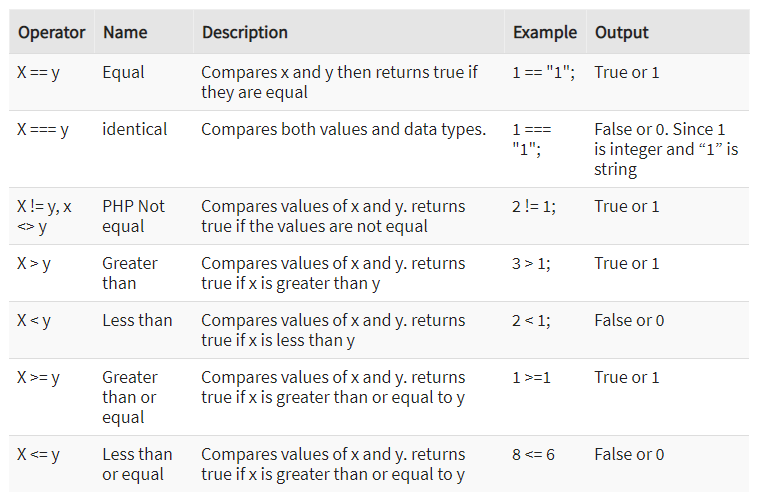 Operator Name Description Example Output
X == y Equal Compares x and y then returns true if 1 == "1"; True or 1
they are equal
X === y identical Compares both values and data types. 1 === False or 0. Since 1
"1"; is integer and “1” is
string
X != y, x PHP Not Compares values of x and y. returns 2 != 1; True or 1
<> y equal true if the values are not equal
X > y Greater Compares values of x and y. returns 3 > 1; True or 1
than true if x is greater than y
X < y Less than Compares values of x and y. returns 2 < 1; False or 0
true if x is less than y
X >= y Greater Compares values of x and y. returns 1 >=1 True or 1
than or true if x is greater than or equal to y
equal
X <= y Less than Compares values of x and y. returns 8 <= 6 False or 0
or equal true if x is greater than or equal to y